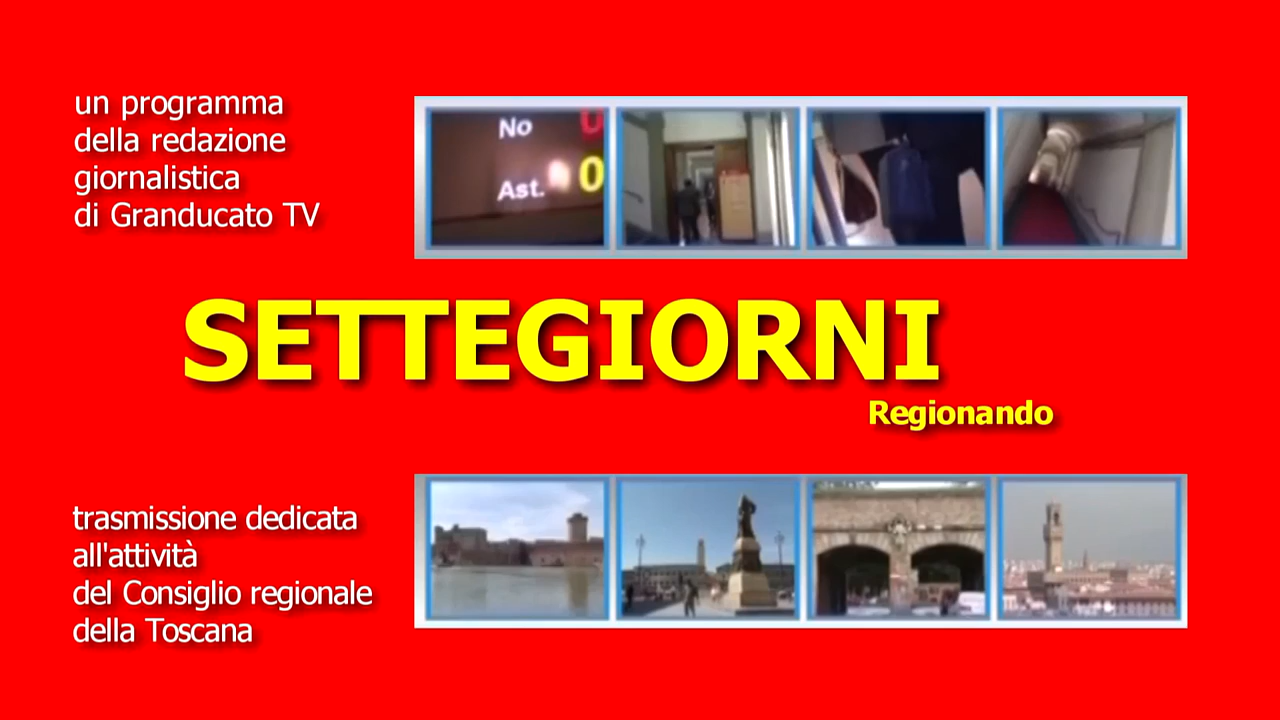 un programma
della redazione
giornalistica
di Granducato TV
No 0
Ast. 0
SETTEGIORNI
Regionando
trasmissione dedicata
all'attività
del Consiglio regionale
della Toscana